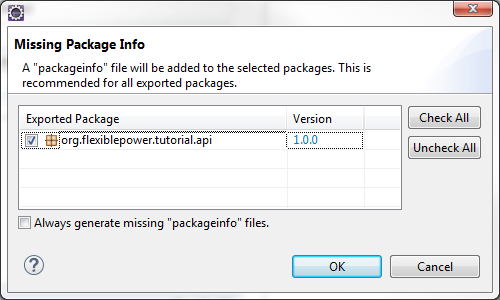 Missing Package Info
A "packageinfo" file will be added to the selected packages. This is
recommended for all exported packages.
Exported Package Version
org.flexiblepower.tutorial.api 1.0.0
Check All
Uncheck All
Always generate missing "packageinfo" files.
? OK Cancel